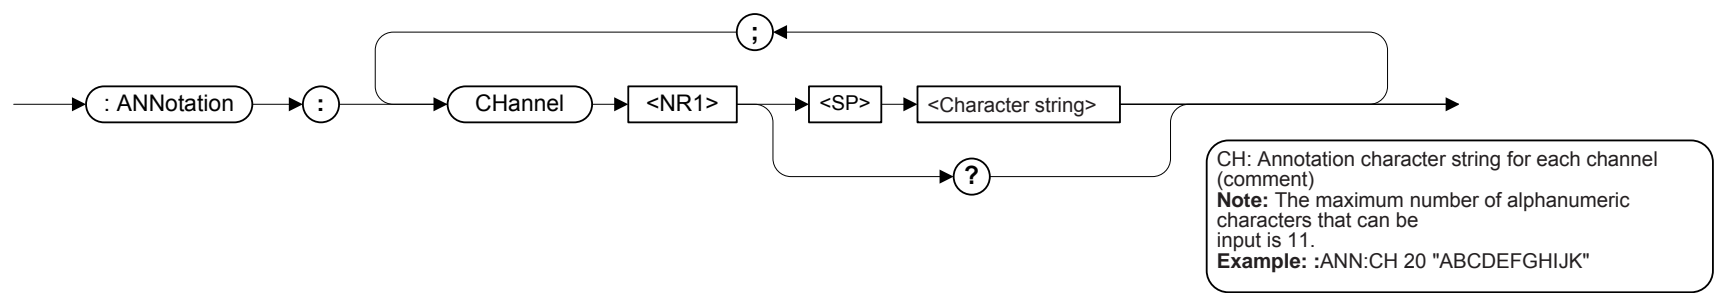 ;
: ANNotation : CHannel <NR1> <SP> <Character string>
?
CH: Annotation character string for each channel
(comment)
Note: The maximum number of alphanumeric
characters that can be
input is 11.
Example: :ANN:CH 20 "ABCDEFGHIJK"